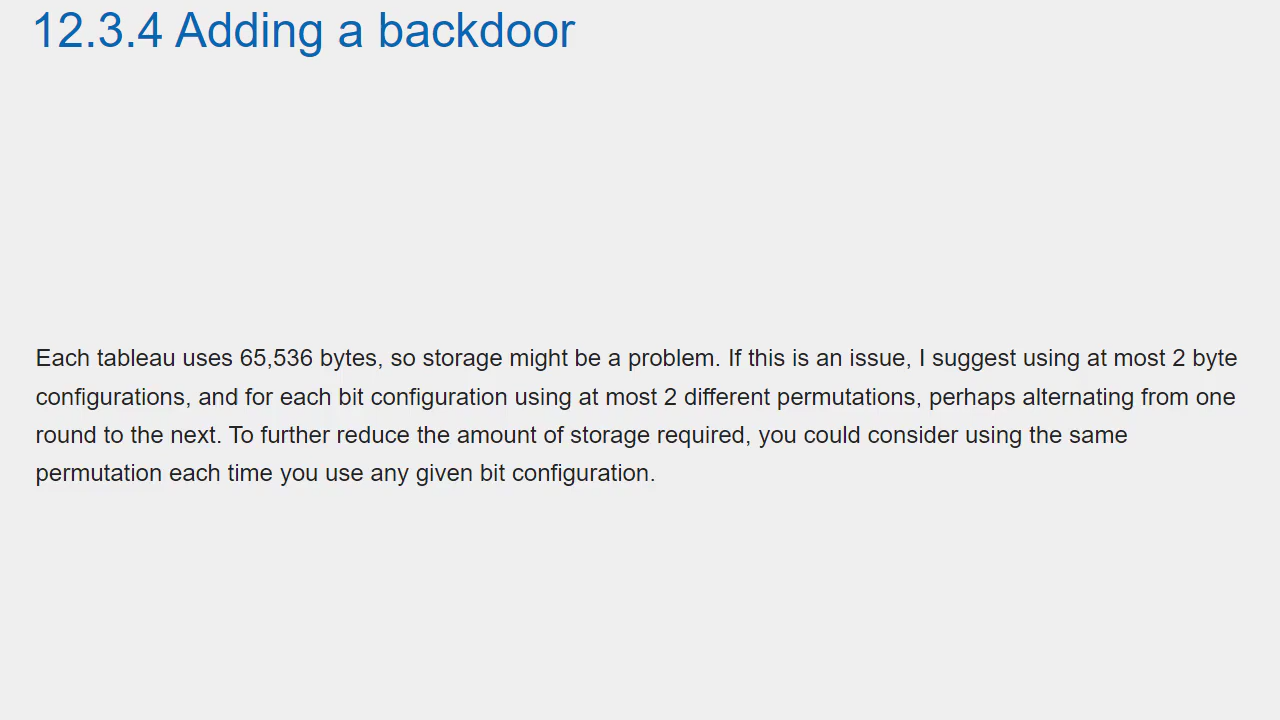 12.3.4 Adding a backdoor
Each tableau uses 65,536 bytes, so storage might be a problem. If this is an issue, I suggest using at most 2 byte
configurations, and for each bit configuration using at most 2 different permutations, perhaps alternating from one
round to the next. To further reduce the amount of storage required, you could consider using the same
permutation each time you use any given bit configuration.